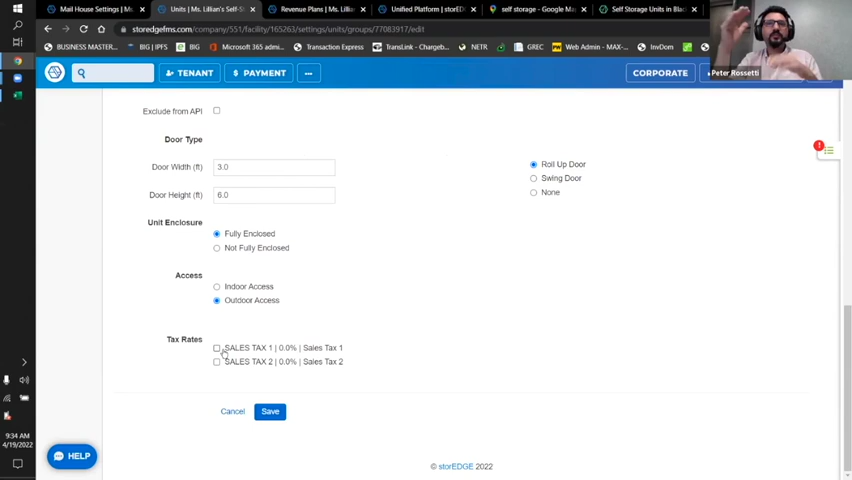 Mail House Settings | Mu
Units | Ms. Lillian's Self-S
Revenue Plans | Ms. Lillian
Unified Platform | storED
self storage - Google Ma
Self Storage Units in Blac
storedgefms.com/company/551/facility/165263/settings/units/groups/77083917/edit
BUSINESS MASTER...
BIG | IPFS
Microsoft 365 admi...
Transaction Express
TransLink - Chargeb...
NETR
GREC
Web Admin - MAX-...
InvDom
TENANT
$ PAYMENT
...
CORPORATE
Peter Rossetti
Exclude from API
Door Type
Door Width (ft) 3.0
Roll Up Door
Swing Door
Door Height (ft) 6.0
None
Unit Enclosure
Fully Enclosed
Not Fully Enclosed
Access
Indoor Access
Outdoor Access
Tax Rates
SALES TAX 1 | 0.0% | Sales Tax 1
SALES TAX 2 | 0.0% | Sales Tax 2
Cancel Save
9:34 AM
4/19/2022
HELP
© storEDGE 2022